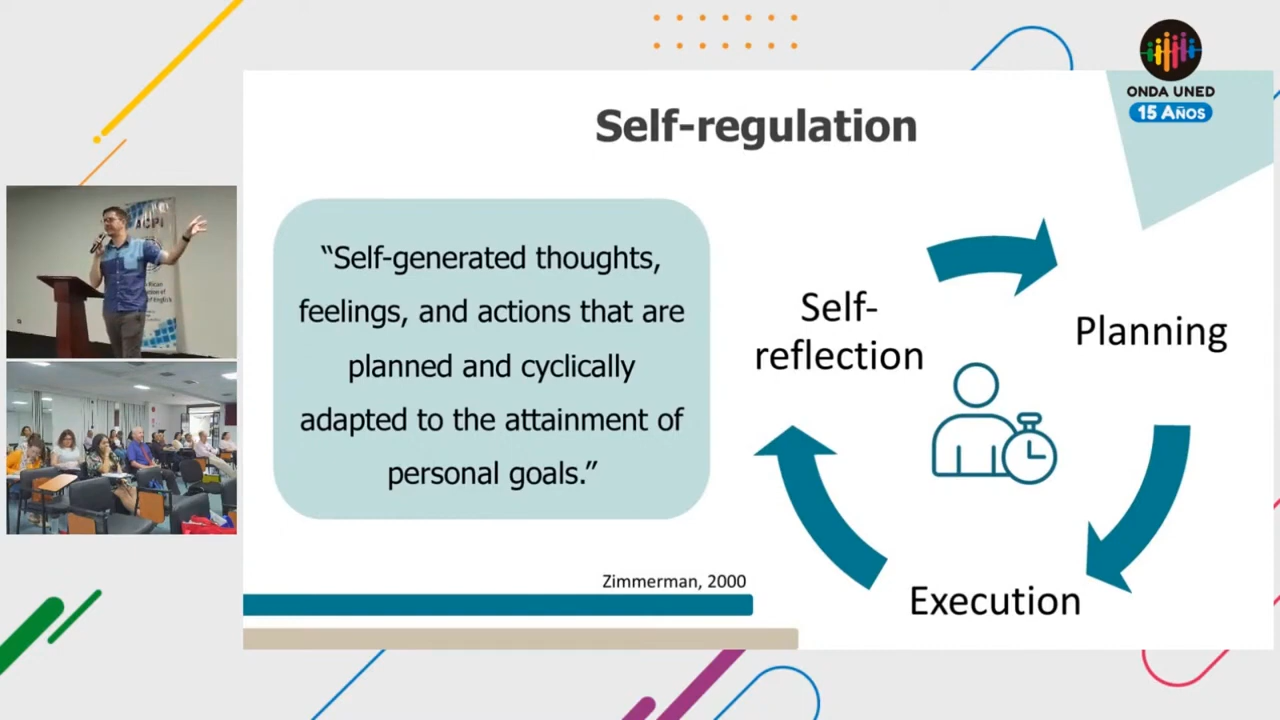 ONDA UNED
15 AÑOS
Self-regulation
“Self-generated thoughts,
feelings, and actions that are
planned and cyclically
adapted to the attainment of
personal goals.”
Zimmerman, 2000
Self-
reflection
Planning
Execution
ACPI